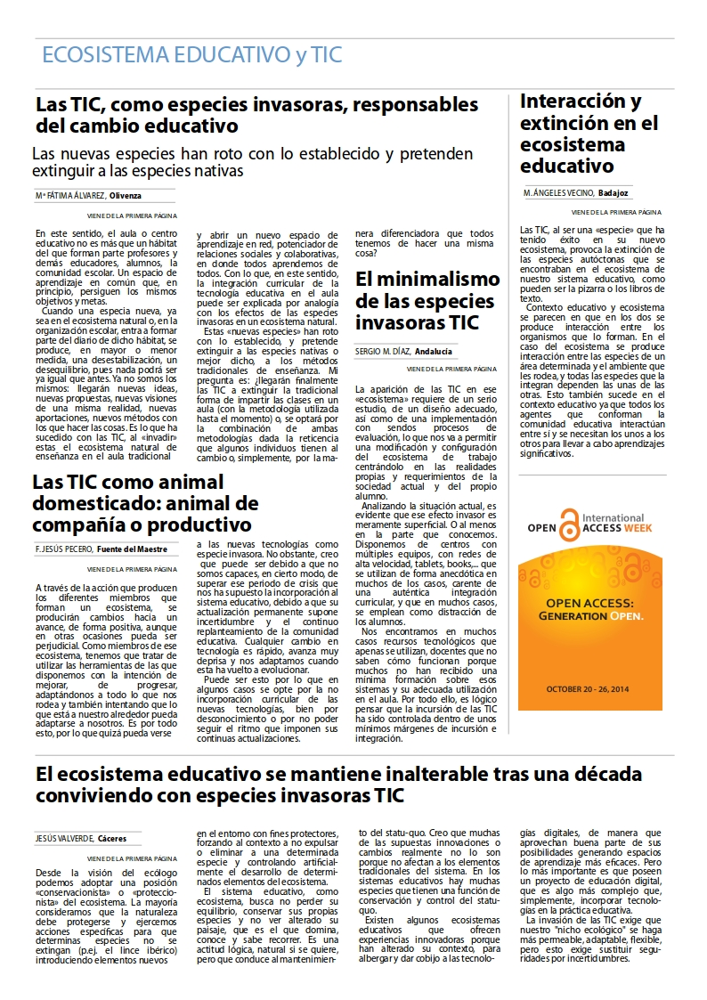 ECOSISTEMA EDUCATIVO y TIC
Las TIC, como especies invasoras, responsables
del cambio educativo
Las nuevas especies han roto con lo establecido y pretenden
extinguir a las especies nativas
Mª FÁTIMA ÁLVAREZ, Olivenza
VIENE DE LA PRIMERA PÁGINA
En este sentido, el aula o centro
educativo no es más que un hábitat
del que forman parte profesores y
demás educadores, alumnos, la
comunidad escolar. Un espacio de
aprendizaje en común que, en
principio, persiguen los mismos
objetivos y metas.
Cuando una especia nueva, ya
sea en el ecosistema natural o, en la
organización escolar, entra a formar
parte del diario de dicho hábitat, se
produce, en mayor o menor
medida, una desestabilización, un
desequilibrio, pues nada podrá ser
ya igual que antes. Ya no somos los
mismos: llegarán nuevas ideas,
nuevas propuestas, nuevas visiones
de una misma realidad, nuevas
aportaciones, nuevos métodos con
los que hacer las cosas. Es lo que ha
sucedido con las TIC, al «invadir»
estas el ecosistema natural de
enseñanza en el aula tradicional
y abrir un nuevo espacio de
aprendizaje en red, potenciador de
relaciones sociales y colaborativas,
en donde todos aprendemos de
todos. Con lo que, en este sentido,
la integración curricular de la
tecnología educativa en el aula
puede ser explicada por analogía
con los efectos de las especies
invasoras en un ecosistema natural.
Estas «nuevas especies» han roto
con lo establecido, y pretende
extinguir a las especies nativas o
mejor dicho, a los métodos
tradicionales de enseñanza. Mi
pregunta es: ¿llegarán finalmente
las TIC a extinguir la tradicional
forma de impartir las clases en un
aula (con la metodología utilizada
hasta el momento) o, se optará por
la combinación de ambas
metodologías dada la reticencia
que algunos individuos tienen al
cambio o, simplemente, por la ma-
nera diferenciadora que todos
tenemos de hacer una misma
cosa?
El minimalismo
de las especies
invasoras TIC
SERGIO M. DÍAZ, Andalucía
VIENE DE LA PRIMERA PÁGINA
La aparición de las TIC en ese
«ecosistema» requiere de un serio
estudio, de un diseño adecuado,
así como de una implementación
con sendos procesos de
evaluación, lo que nos va a permitir
una modificación y configuración
del ecosistema de trabajo
centrándolo en las realidades
propias y requerimientos de la
sociedad actual y del propio
alumno.
Analizando la situación actual, es
evidente que ese efecto invasor es
meramente superficial. O al menos
en la parte que conocemos.
Disponemos de centros con
múltiples equipos, con redes de
alta velocidad, tablets, books,... que
se utilizan de forma anecdótica en
muchos de los casos, carente de
una auténtica integración
curricular, y que en muchos casos,
se emplean como distracción de
los alumnos.
Nos encontramos en muchos
casos recursos tecnológicos que
apenas se utilizan, docentes que no
saben cómo funcionan porque
muchos no han recibido una
mínima formación sobre esos
sistemas y su adecuada utilización
en el aula. Por todo ello, es lógico
pensar que la incursión de las TIC
ha sido controlada dentro de unos
mínimos márgenes de incursión e
integración.
Las TIC como animal
domesticado: animal de
compañía o productivo
F. JESÚS PECERO, Fuente del Maestre
VIENE DE LA PRIMERA PÁGINA
A través de la acción que producen
los diferentes miembros que
forman un ecosistema, se
producirán cambios hacia un
avance, de forma positiva, aunque
en otras ocasiones pueda ser
perjudicial. Como miembros de ese
ecosistema, tenemos que tratar de
utilizar las herramientas de las que
disponemos con la intención de
mejorar, de progresar,
adaptándonos a todo lo que nos
rodea y también intentando que lo
que está a nuestro alrededor pueda
adaptarse a nosotros. Es por todo
esto, por lo que quizá pueda verse
a las nuevas tecnologías como
especie invasora. No obstante, creo
que puede ser debido a que no
somos capaces, en cierto modo, de
superar ese periodo de crisis que
nos ha supuesto la incorporación al
sistema educativo, debido a que su
actualización permanente supone
incertidumbre y el continuo
replanteamiento de la comunidad
educativa. Cualquier cambio en
tecnología es rápido, avanza muy
deprisa y nos adaptamos cuando
esta ha vuelto a evolucionar.
Puede ser esto por lo que en
algunos casos se opte por la no
incorporación curricular de las
nuevas tecnologías, bien por
desconocimiento o por no poder
seguir el ritmo que imponen sus
continuas actualizaciones.
Interacción y
extinción en el
ecosistema
educativo
M. ÁNGELES VECINO, Badajoz
VIENE DE LA PRIMERA PÁGINA
Las TIC, al ser una «especie» que ha
tenido éxito en su nuevo
ecosistema, provoca la extinción de
las especies autóctonas que se
encontraban en el ecosistema de
nuestro sistema educativo, como
pueden ser la pizarra o los libros de
texto.
Contexto educativo y ecosistema
se parecen en que en los dos se
produce interacción entre los
organismos que lo forman. En el
caso del ecosistema se produce
interacción entre las especies de un
área determinada y el ambiente que
les rodea, y todas las especies que la
integran dependen las unas de las
otras. Esto también sucede en el
contexto educativo ya que todos los
agentes que conforman la
comunidad educativa interactúan
entre sí y se necesitan los unos a los
otros para llevar a cabo aprendizajes
significativos.
International
OPEN ACCESS WEEK
OPEN ACCESS:
GENERATION OPEN.
OCTOBER 20 - 26, 2014
El ecosistema educativo se mantiene inalterable tras una década
conviviendo con especies invasoras TIC
JESÚS VALVERDE, Cáceres
VIENE DE LA PRIMERA PÁGINA
Desde la visión del ecólogo
podemos adoptar una posición
«conservacionista» o «proteccio-
nista» del ecosistema. La mayoría
consideramos que la naturaleza
debe protegerse y ejercemos
acciones específicas para que
determinas especies no se
extingan (p.ej. el lince ibérico)
introduciendo elementos nuevos
en el entorno con fines protectores,
forzando al contexto a no expulsar
o eliminar a una determinada
especie y controlando artificial-
mente el desarrollo de determi-
nados elementos del ecosistema.
El sistema educativo, como
ecosistema, busca no perder su
equilibrio, conservar sus propias
especies y no ver alterado su
paisaje, que es el que domina,
conoce y sabe recorrer. Es una
actitud lógica, natural si se quiere,
pero que conduce al mantenimien-
to del statu-quo. Creo que muchas
de las supuestas innovaciones o
cambios realmente no lo son
porque no afectan a los elementos
tradicionales del sistema. En los
sistemas educativos hay muchas
especies que tienen una función de
conservación y control del statu-
quo.
Existen algunos ecosistemas
educativos que ofrecen
experiencias innovadoras porque
han alterado su contexto, para
albergar y dar cobijo a las tecnolo-
gías digitales, de manera que
aprovechan buena parte de sus
posibilidades generando espacios
de aprendizaje más eficaces. Pero
lo más importante es que poseen
un proyecto de educación digital,
que es algo más complejo que,
simplemente, incorporar tecnolo-
gías en la práctica educativa.
La invasión de las TIC exige que
nuestro "nicho ecológico" se haga
más permeable, adaptable, flexible,
pero esto exige sustituir segu-
ridades por incertidumbres.